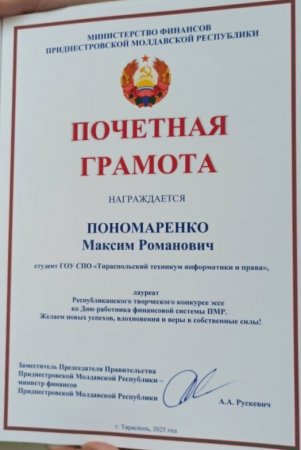 МИНИСТЕРСТВО ФИНАНСОВ
ПРИДНЕСТРОВСКОЙ МОЛДАВСКОЙ РЕСПУБЛИКИ
ПОЧЕТНАЯ
ГРАМОТА
НАГРАЖДАЕТСЯ
ПОНОМАРЕНКО
Максим Романович
студент ГОУ СПО «Тираспольский техникум информатики и права»,
лауреат
Республиканского творческого конкурсе эссе
ко Дню работника финансовой системы ПМР.
Желаем новых успехов, вдохновения и веры в собственные силы!
Заместитель Председателя Правительства
Приднестровской Молдавской Республики –
министр финансов
Приднестровской Молдавской Республики
А.А. Рускевич
г. Тирасполь, 2025 год